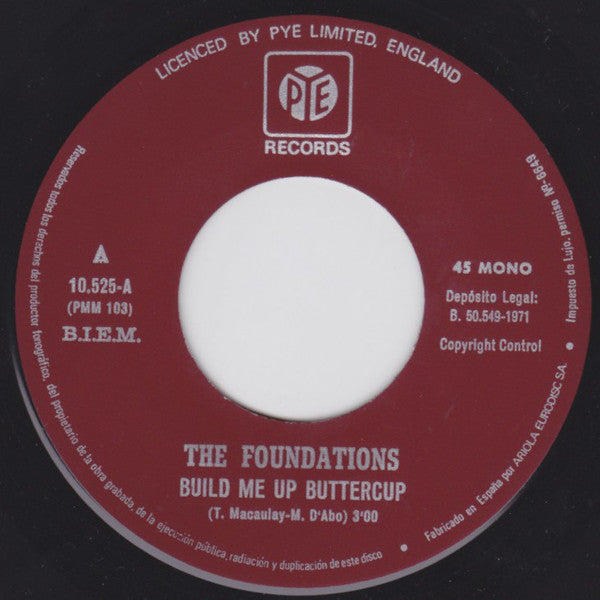 LICENCED BY PYE LIMITED, ENGLAND
PYE
RECORDS
A
10.525-A
(PMM 103)
B.I.E.M.
45 MONO
Depósito Legal:
B. 50.549-1971
Copyright Control
THE FOUNDATIONS
BUILD ME UP BUTTERCUP
(T. Macaulay-M. D'Abo) 3'00
Reservados todos los derechos del productor fonográfico, del propietario de la obra grabada, de la ejecución pública, radiación y duplicación de este disco • Fabricado en España por ARIOLA EURODISC S.A. • Impuesto de Lujo, permiso Nº. 6649